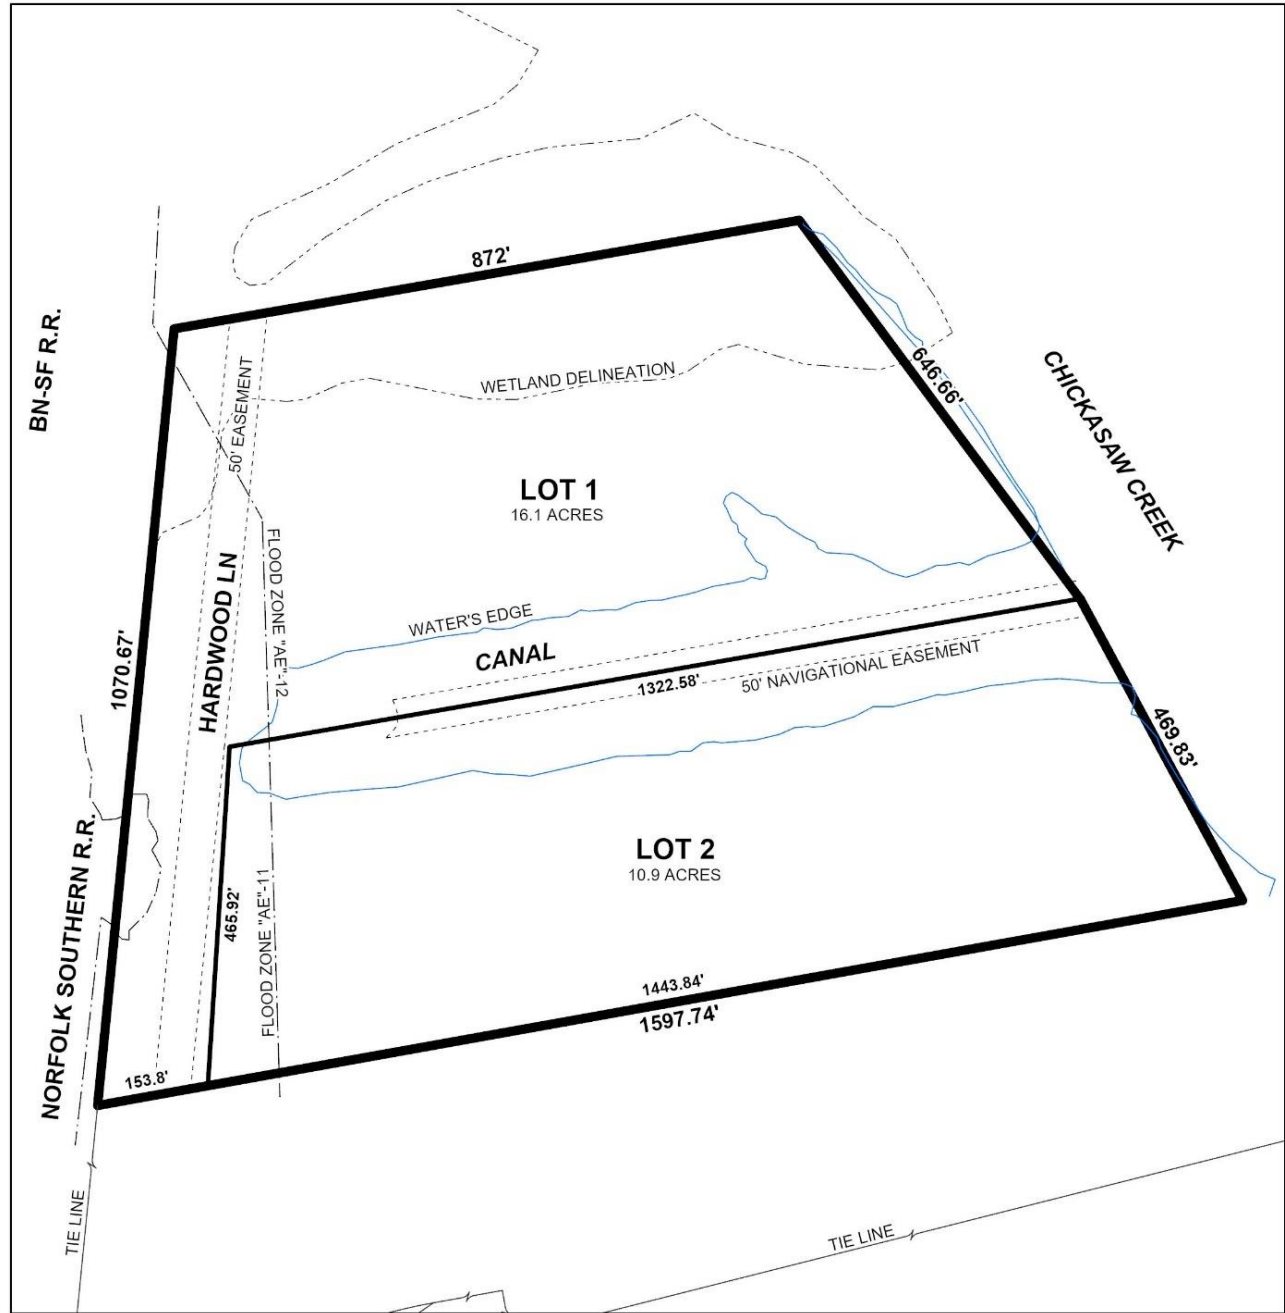 872'
BN-SF R.R.
50' EASEMENT
WETLAND DELINEATION
646.66'
CHICKASAW CREEK
LOT 1
16.1 ACRES
HARDWOOD LN
FLOOD ZONE "AE"-12
1070.67'
WATER'S EDGE
CANAL
1322.58'
50' NAVIGATIONAL EASEMENT
469.83'
LOT 2
10.9 ACRES
NORFOLK SOUTHERN R.R.
465.92'
FLOOD ZONE "AE"-11
1443.84'
1597.74'
153.8'
TIE LINE
TIE LINE